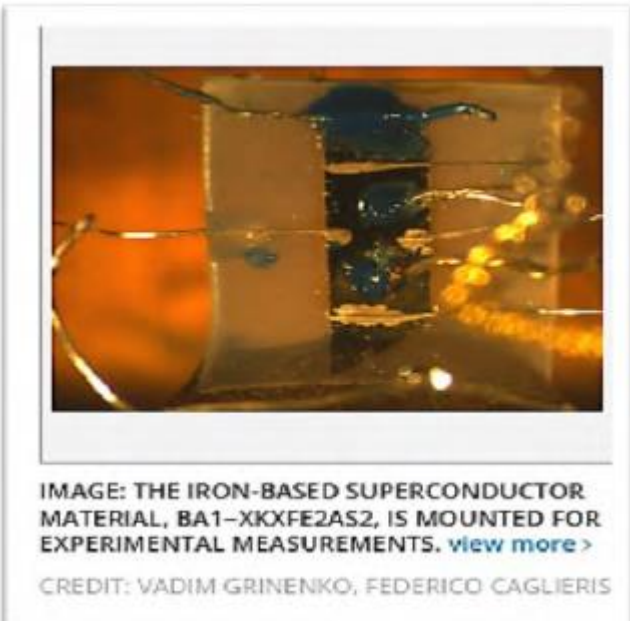 IMAGE: THE IRON-BASED SUPERCONDUCTOR
MATERIAL, BA1–XKXFE2AS2, IS MOUNTED FOR
EXPERIMENTAL MEASUREMENTS. view more >
CREDIT: VADIM GRINENKO, FEDERICO CAGLIERIS